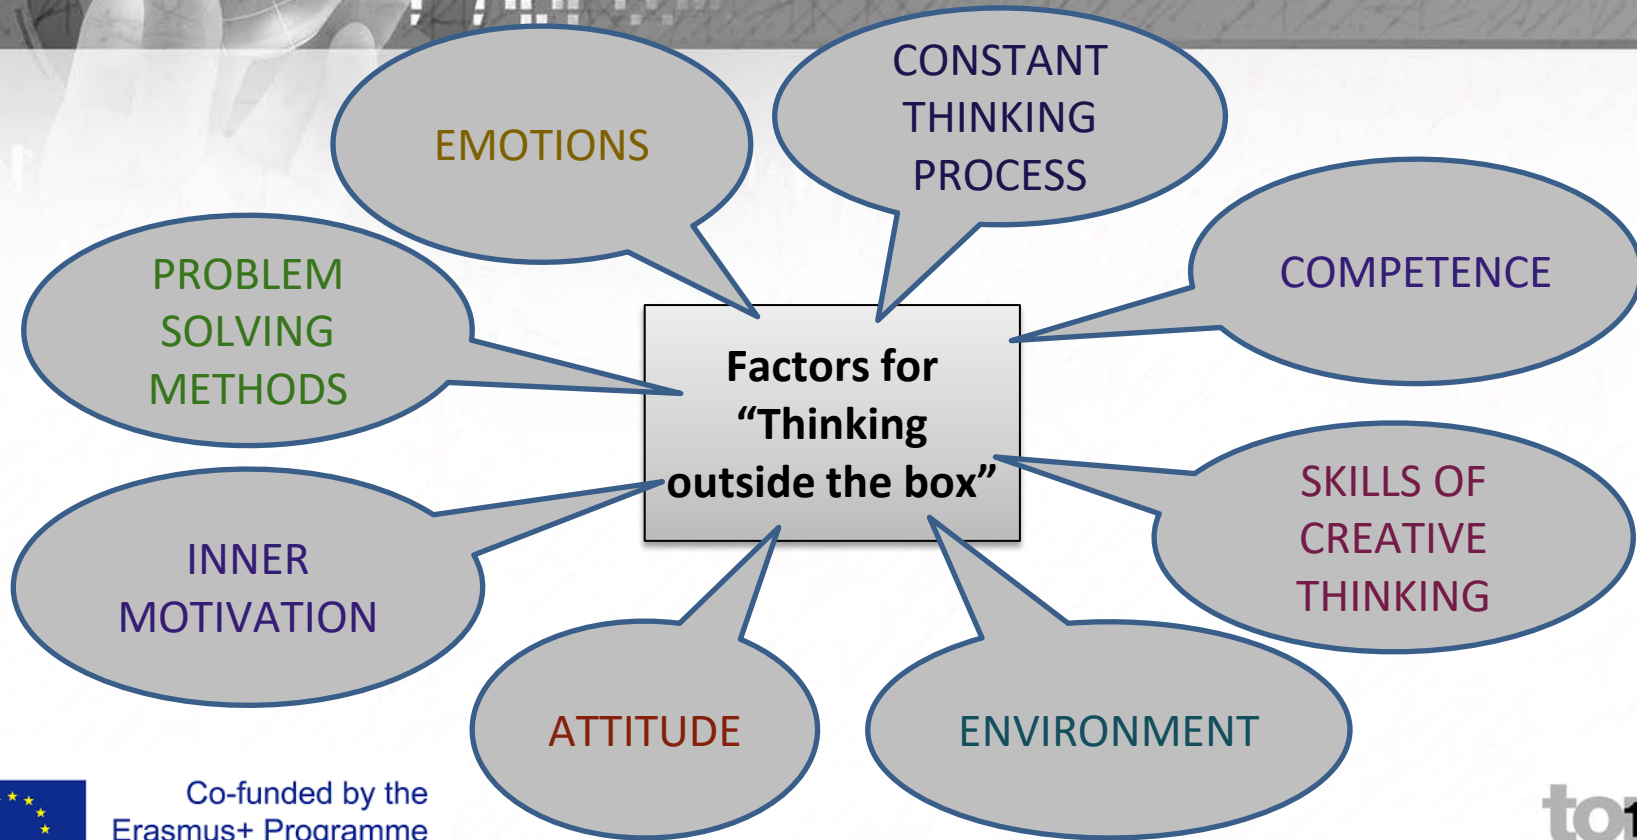 CONSTANT
THINKING
PROCESS
EMOTIONS
COMPETENCE
PROBLEM
SOLVING
METHODS
Factors for
“Thinking
outside the box”
SKILLS OF
CREATIVE
THINKING
INNER
MOTIVATION
ATTITUDE
ENVIRONMENT
Co-funded by the
Erasmus+ Programme